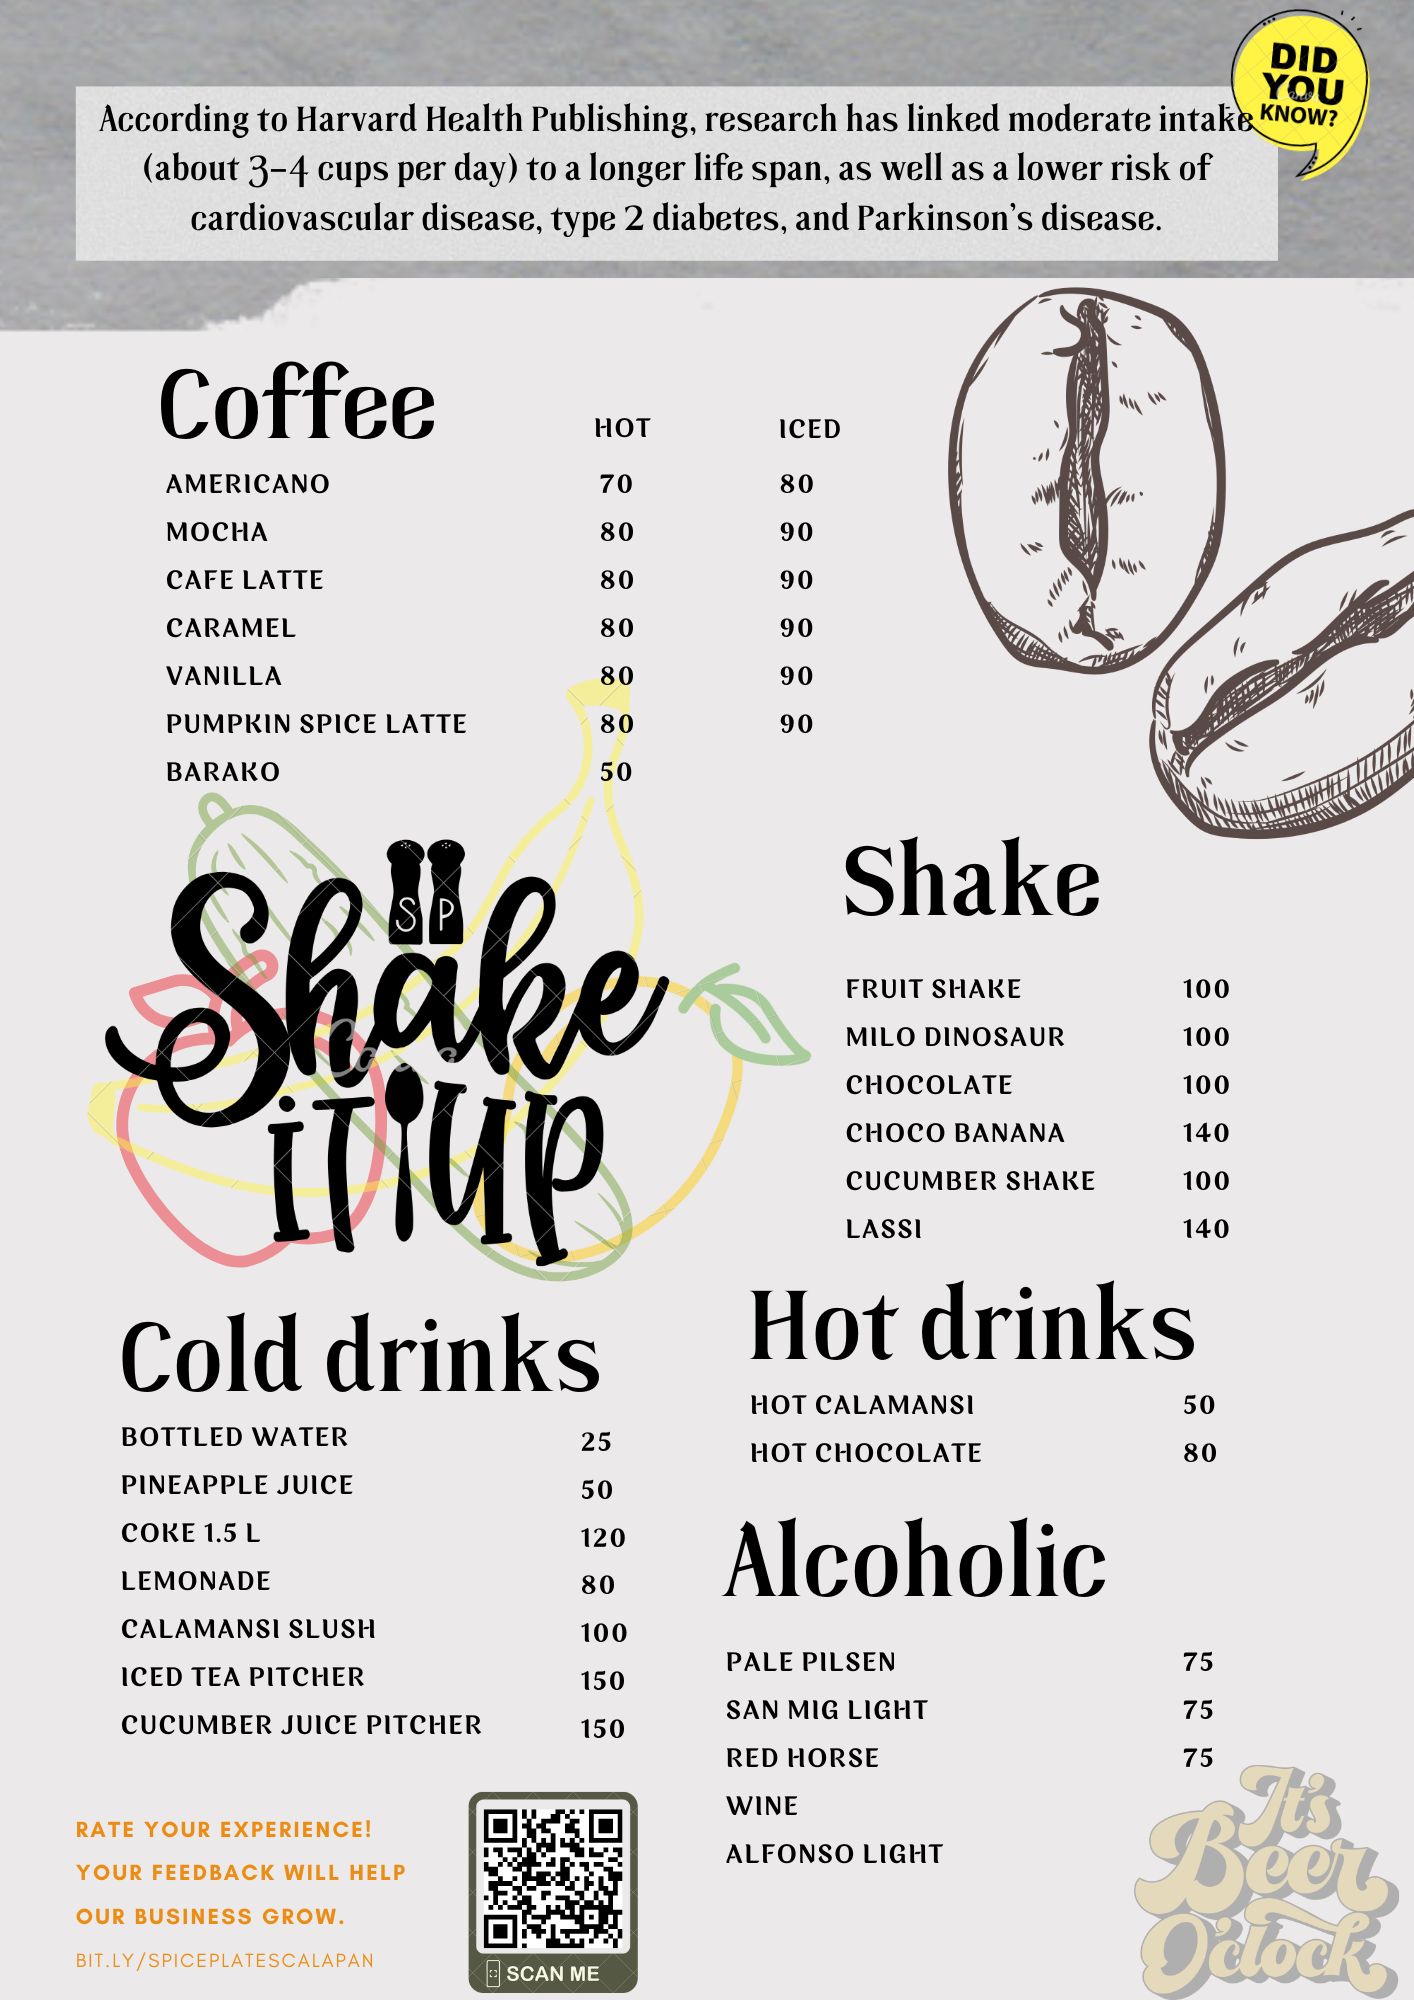 DID
YOU
KNOW?
According to Harvard Health Publishing, research has linked moderate intake
(about 3-4 cups per day) to a longer life span, as well as a lower risk of
cardiovascular disease, type 2 diabetes, and Parkinson's disease.
Coffee HOT ICED
AMERICANO 70 80
MOCHA 80 90
CAFE LATTE 80 90
CARAMEL 80 90
VANILLA 80 90
PUMPKIN SPICE LATTE 80 90
BARAKO 50
S P
Shake
iT UP
Canva
Shake
FRUIT SHAKE 100
MILO DINOSAUR 100
CHOCOLATE 100
CHOCO BANANA 140
CUCUMBER SHAKE 100
LASSI 140
Cold drinks
BOTTLED WATER 25
PINEAPPLE JUICE 50
COKE 1.5 L 120
LEMONADE 80
CALAMANSI SLUSH 100
ICED TEA PITCHER 150
CUCUMBER JUICE PITCHER 150
Hot drinks
HOT CALAMANSI 50
HOT CHOCOLATE 80
Alcoholic
PALE PILSEN 75
SAN MIG LIGHT 75
RED HORSE 75
WINE
ALFONSO LIGHT
RATE YOUR EXPERIENCE!
YOUR FEEDBACK WILL HELP
OUR BUSINESS GROW.
BIT.LY/SPICEPLATESCALAPAN
SCAN ME
It's
Beer
O'clock